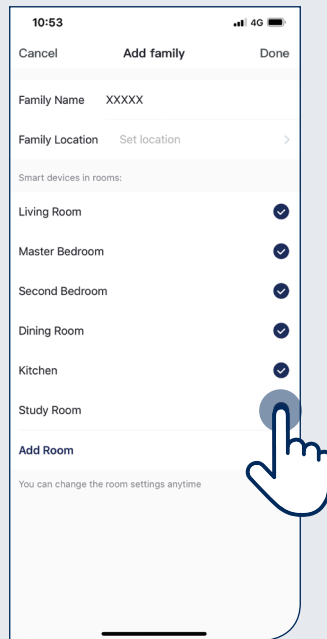 10:53 4G
Cancel Add family Done
Family Name XXXXX
Family Location Set location
Smart devices in rooms:
Living Room
Master Bedroom
Second Bedroom
Dining Room
Kitchen
Study Room
Add Room
You can change the room settings anytime